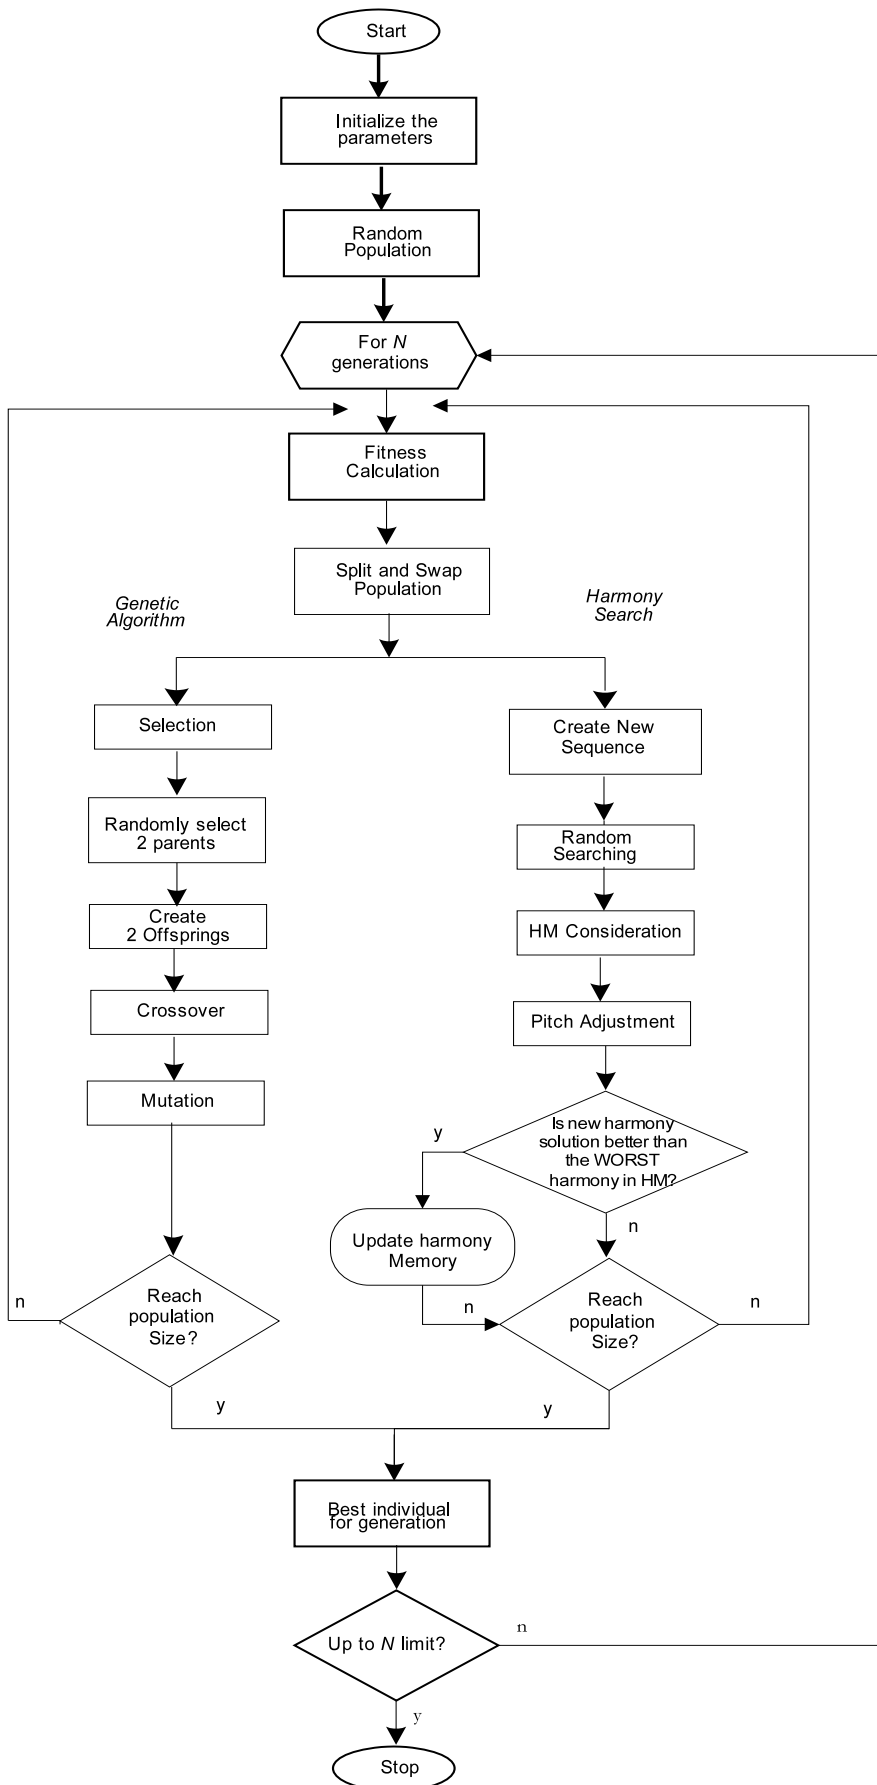 Start
Initialize the
parameters
Random
Population
For N
generations
Fitness
Calculation
Split and Swap
Population
Genetic
Algorithm
Harmony
Search
Selection
Randomly select
2 parents
Create
2 Offsprings
Crossover
Mutation
Create New
Sequence
Random
Searching
HM Consideration
Pitch Adjustment
Is new harmony
solution better than
the WORST
harmony in HM?
y
n
Update harmony
Memory
n
Reach
population
Size?
n
y
Reach
population
Size?
n
y
Best individual
for generation
Up to N limit?
n
y
Stop